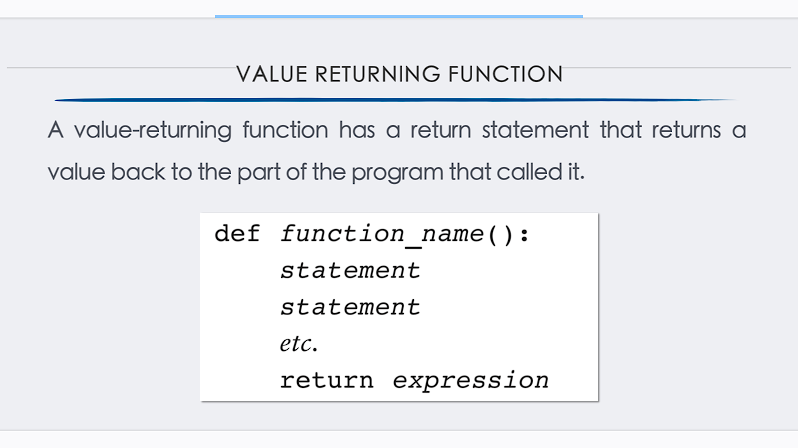 VALUE RETURNING FUNCTION
A value-returning function has a return statement that returns a
value back to the part of the program that called it.
def function_name():
statement
statement
etc.
return expression